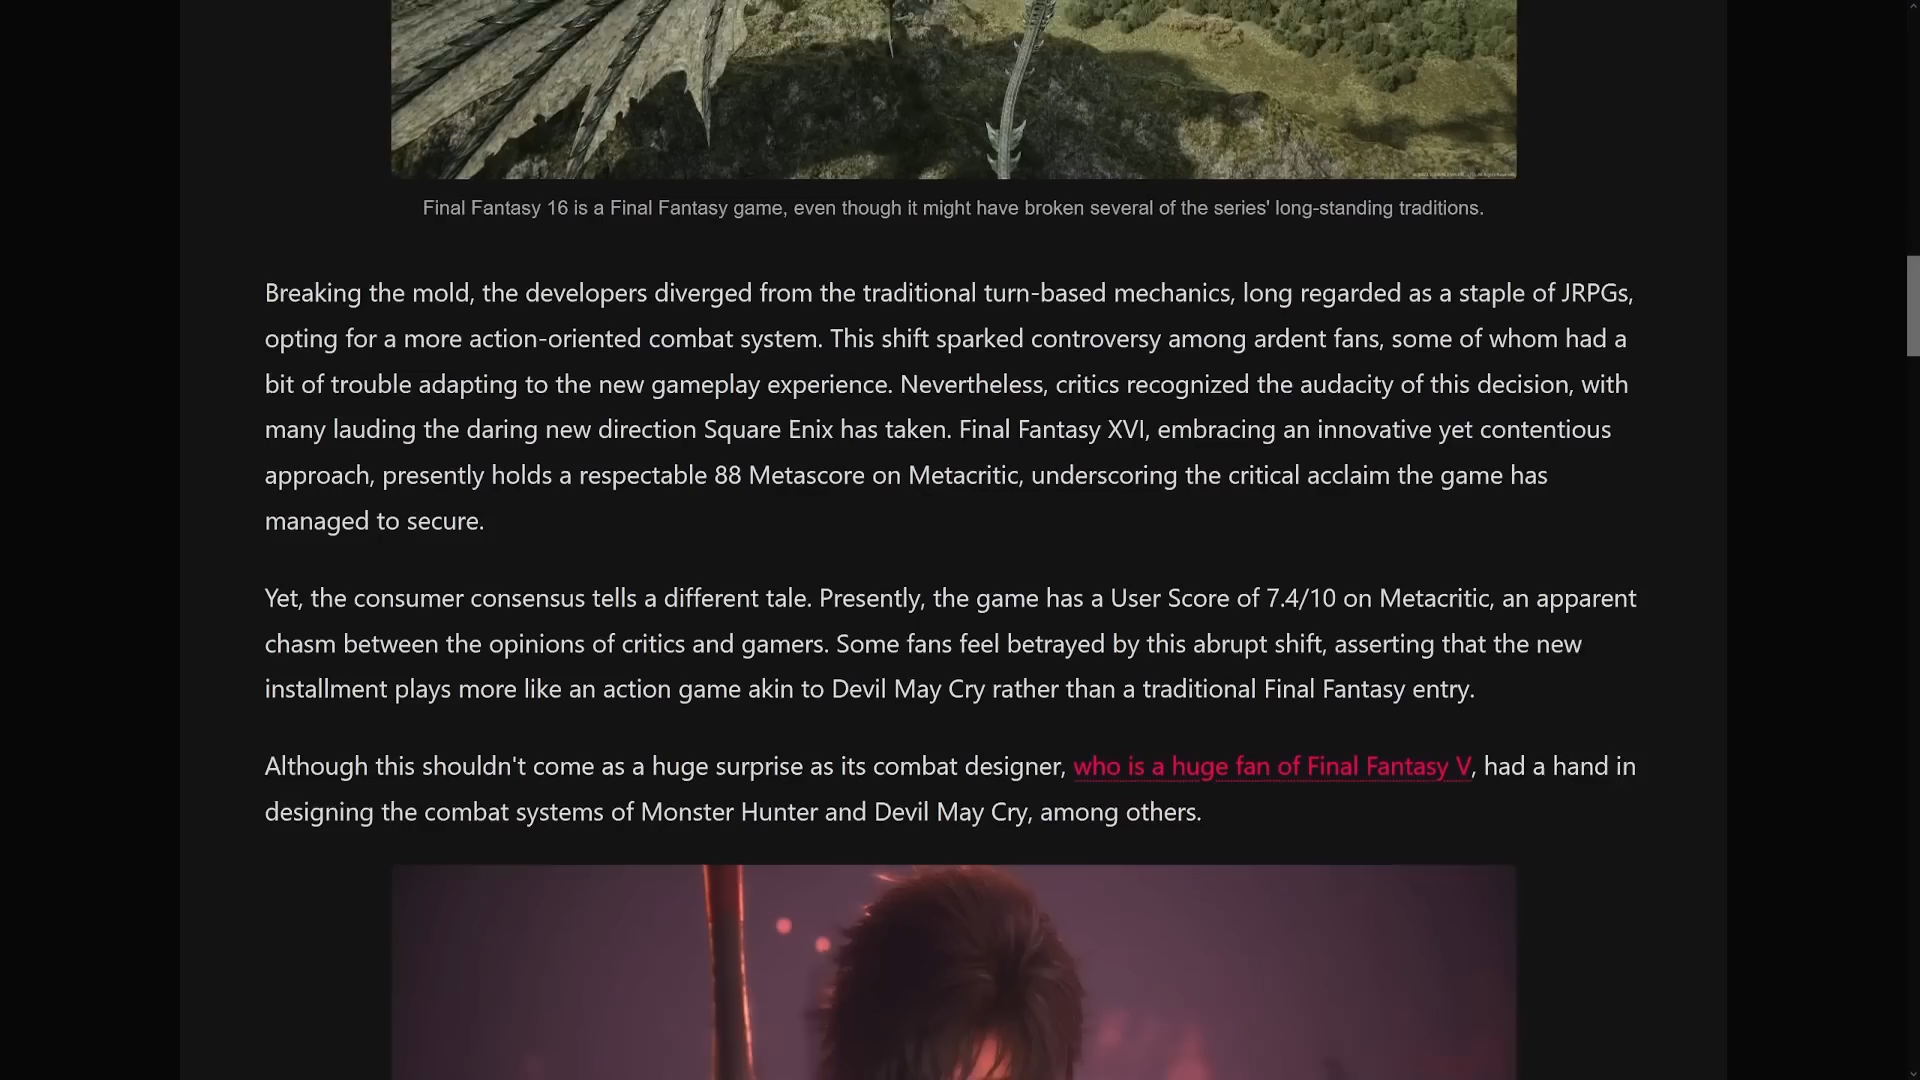 Final Fantasy 16 is a Final Fantasy game, even though it might have broken several of the series' long-standing traditions.
Breaking the mold, the developers diverged from the traditional turn-based mechanics, long regarded as a staple of JRPGs,
opting for a more action-oriented combat system. This shift sparked controversy among ardent fans, some of whom had a
bit of trouble adapting to the new gameplay experience. Nevertheless, critics recognized the audacity of this decision, with
many lauding the daring new direction Square Enix has taken. Final Fantasy XVI, embracing an innovative yet contentious
approach, presently holds a respectable 88 Metascore on Metacritic, underscoring the critical acclaim the game has
managed to secure.
Yet, the consumer consensus tells a different tale. Presently, the game has a User Score of 7.4/10 on Metacritic, an apparent
chasm between the opinions of critics and gamers. Some fans feel betrayed by this abrupt shift, asserting that the new
installment plays more like an action game akin to Devil May Cry rather than a traditional Final Fantasy entry.
Although this shouldn't come as a huge surprise as its combat designer, who is a huge fan of Final Fantasy V, had a hand in
designing the combat systems of Monster Hunter and Devil May Cry, among others.